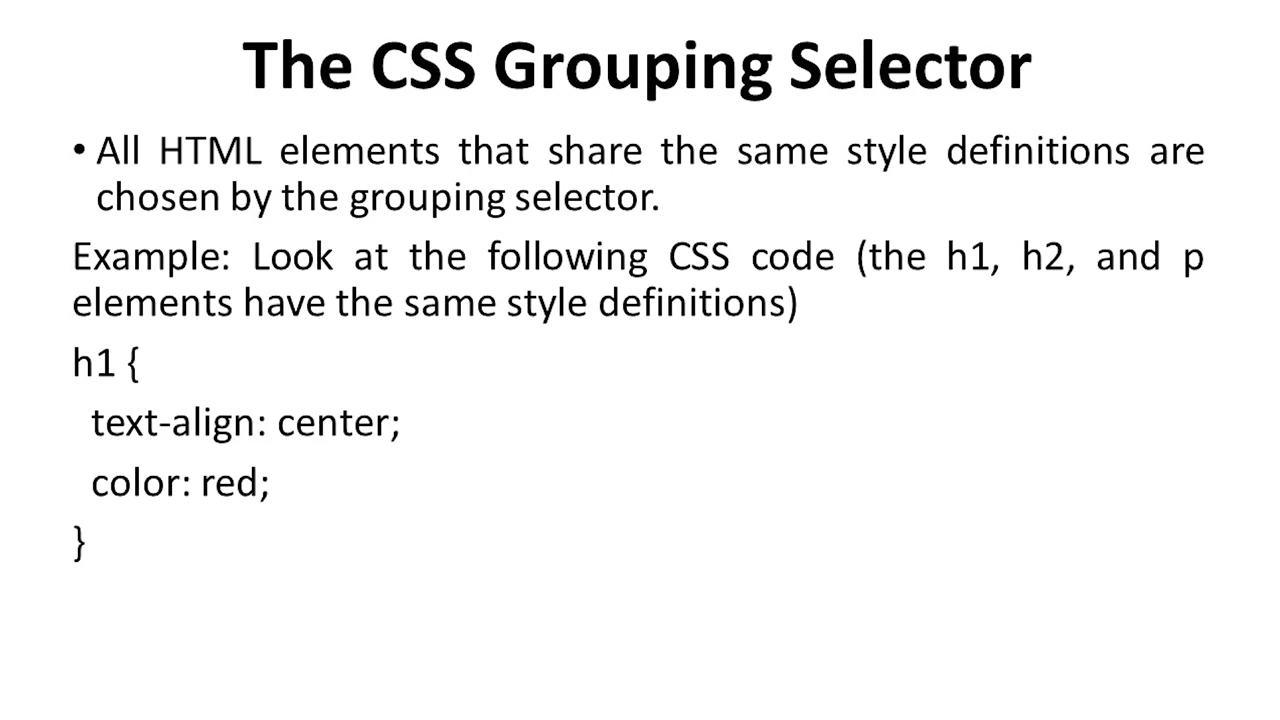 The CSS Grouping Selector
• All HTML elements that share the same style definitions are
chosen by the grouping selector.
Example: Look at the following CSS code (the h1, h2, and p
elements have the same style definitions)
h1 {
text-align: center;
color: red;
}